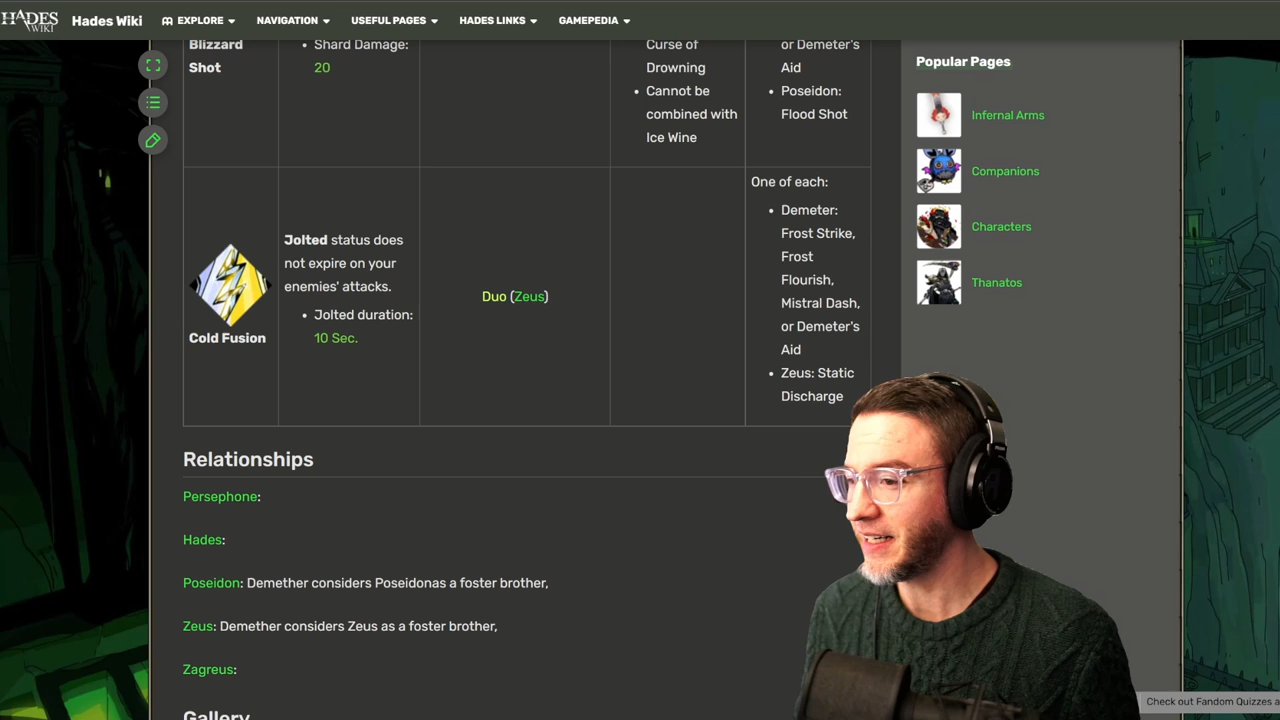 HADES
WIKI
Hades Wiki
EXPLORE
NAVIGATION
USEFUL PAGES
HADES LINKS
GAMEPEDIA
Blizzard
Shot
• Shard Damage:
20
Curse of
Drowning
• Cannot be
combined with
Ice Wine
or Demeter's
Aid
• Poseidon:
Flood Shot
Cold Fusion
Jolted status does
not expire on your
enemies' attacks.
• Jolted duration:
10 Sec.
Duo (Zeus)
One of each:
• Demeter:
Frost Strike,
Frost
Flourish,
Mistral Dash,
or Demeter's
Aid
• Zeus: Static
Discharge
Relationships
Persephone:
Hades:
Poseidon: Demether considers Poseidonas a foster brother,
Zeus: Demether considers Zeus as a foster brother,
Zagreus:
Gallery
Popular Pages
Infernal Arms
Companions
Characters
Thanatos
Check out Fandom Quizzes a